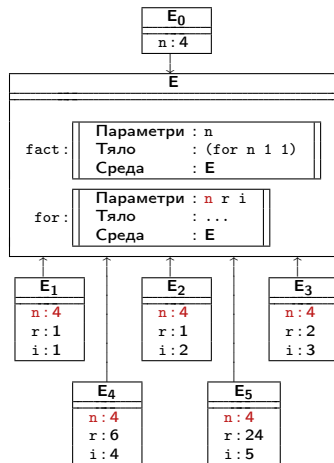 E0
n : 4
E
fact :
Параметри : n
Тяло : (for n 1 1)
Среда : E
for :
Параметри : n r i
Тяло : ...
Среда : E
E1
n : 4
r : 1
i : 1
E2
n : 4
r : 1
i : 2
E3
n : 4
r : 2
i : 3
E4
n : 4
r : 6
i : 4
E5
n : 4
r : 24
i : 5